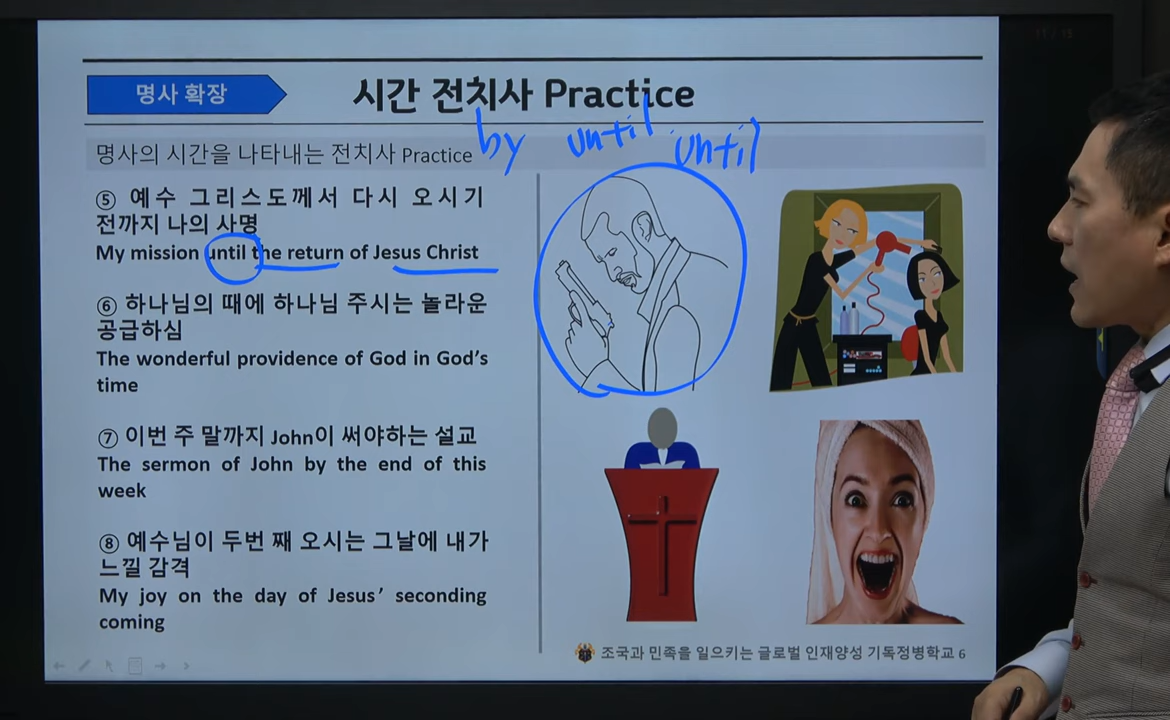 11 / 15
명사 확장
시간 전치사 Practice
by until until
명사의 시간을 나타내는 전치사 Practice
⑤ 예수 그리스도께서 다시 오시기
전까지 나의 사명
My mission until the return of Jesus Christ
⑥ 하나님의 때에 하나님 주시는 놀라운
공급하심
The wonderful providence of God in God’s
time
⑦ 이번 주 말까지 John이 써야하는 설교
The sermon of John by the end of this
week
⑧ 예수님이 두번 째 오시는 그날에 내가
느낄 감격
My joy on the day of Jesus’ seconding
coming
조국과 민족을 일으키는 글로벌 인재양성 기독정병학교 6